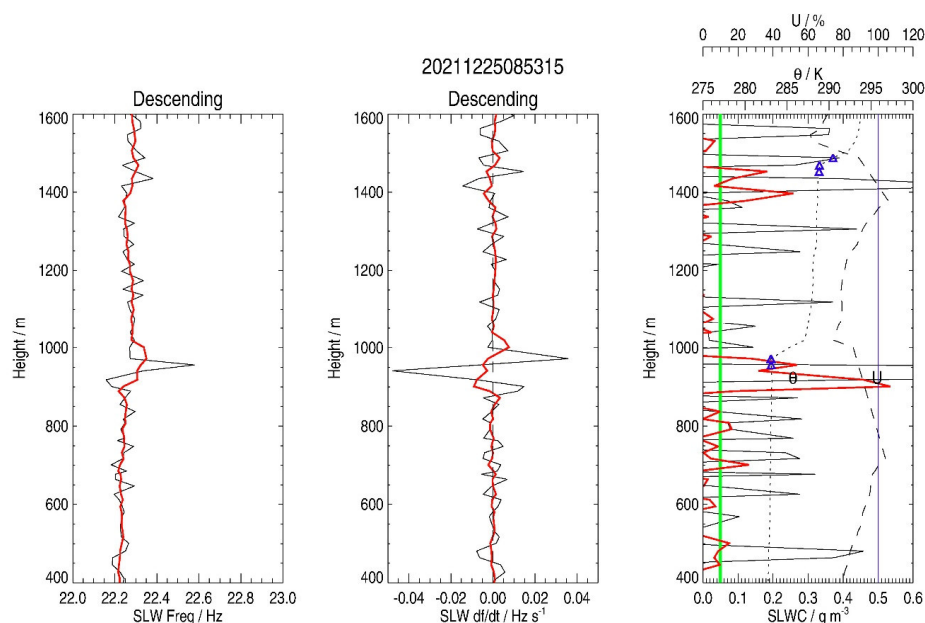 20211225085315
U / %
0 20 40 60 80 100 120
θ / K
275 282 288 291 297 300
Descending
Descending
1600
1400
1200
1000
800
600
400
Height / m
22.0 22.2 22.4 22.6 22.8 23.0
SLW Freq / Hz
1600
1400
1200
1000
800
600
400
Height / m
-0.04 -0.02 0.00 0.02 0.04
SLW df/dt / Hz s⁻¹
1600
1400
1200
1000
800
600
400
Height / m
θ
U
0.0 0.1 0.2 0.3 0.4 0.5 0.6
SLWC / g m⁻³